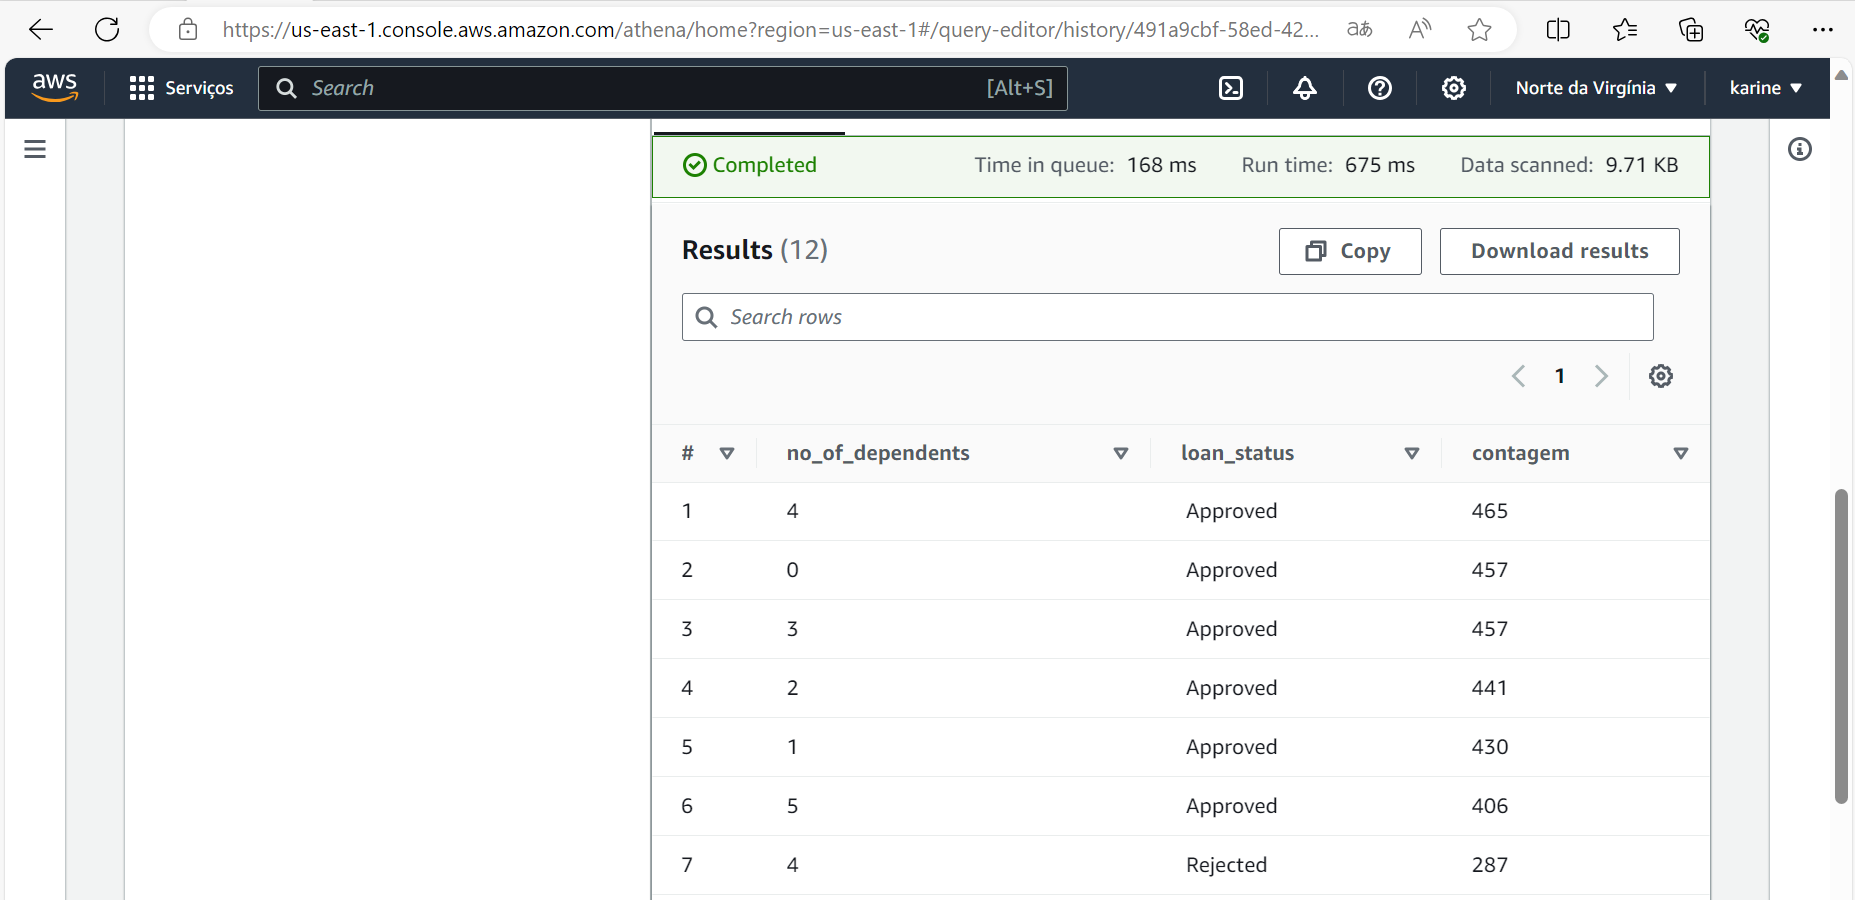 https://us-east-1.console.aws.amazon.com/athena/home?region=us-east-1#/query-editor/history/491a9cbf-58ed-42... aあ A
aws Serviços Search [Alt+S] Norte da Virgínia karine
Completed Time in queue: 168 ms Run time: 675 ms Data scanned: 9.71 KB
Results (12) Copy Download results
Search rows
1
# no_of_dependents loan_status contagem
1 4 Approved 465
2 0 Approved 457
3 3 Approved 457
4 2 Approved 441
5 1 Approved 430
6 5 Approved 406
7 4 Rejected 287